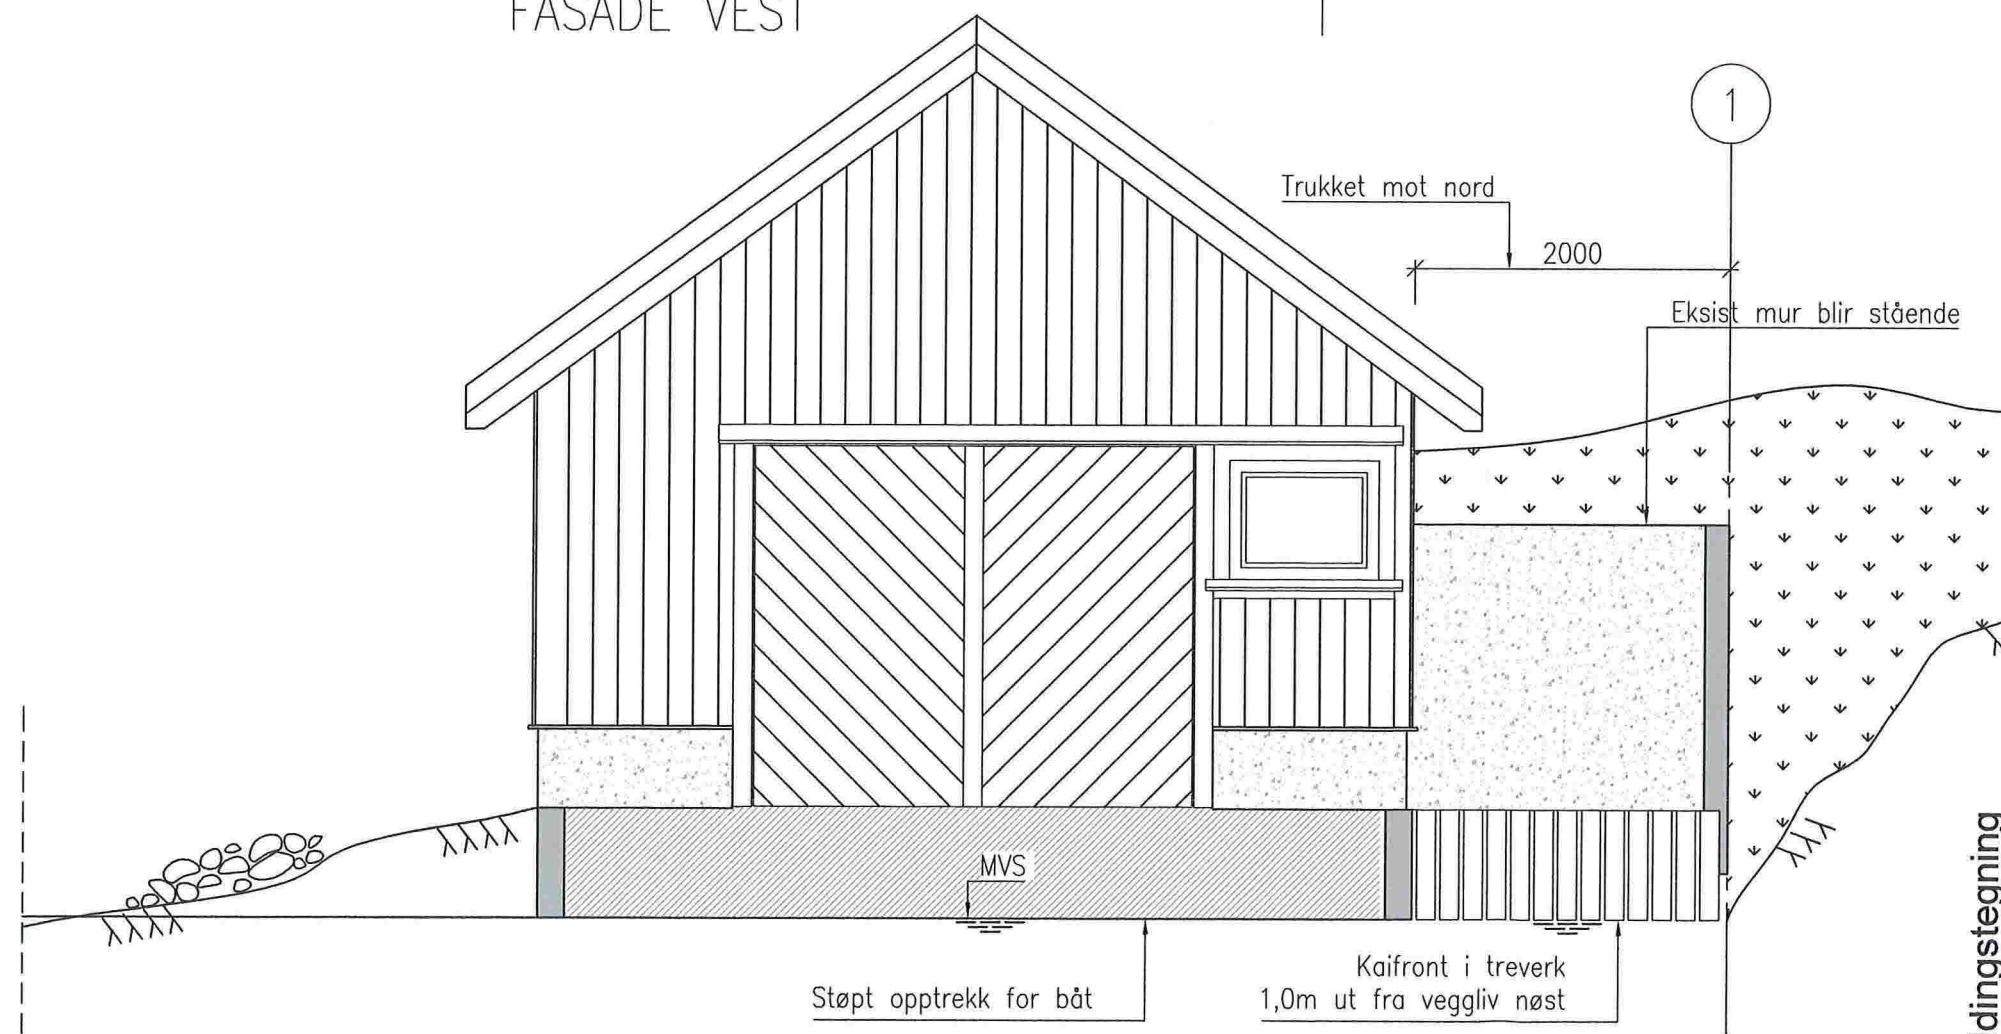 FASADE VEST
1
Trukket mot nord
2000
Eksist mur blir stående
MVS
Støpt opptrekk for båt
Kaifront i treverk
1,0m ut fra veggliv nøst
dingstegning